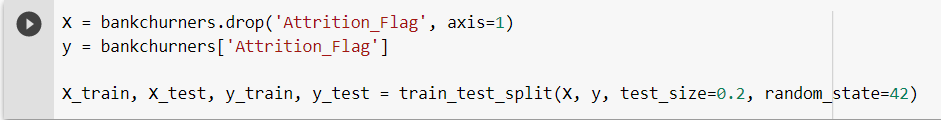 X = bankchurners.drop('Attrition_Flag', axis=1)
y = bankchurners['Attrition_Flag']
X_train, X_test, y_train, y_test = train_test_split(X, y, test_size=0.2, random_state=42)